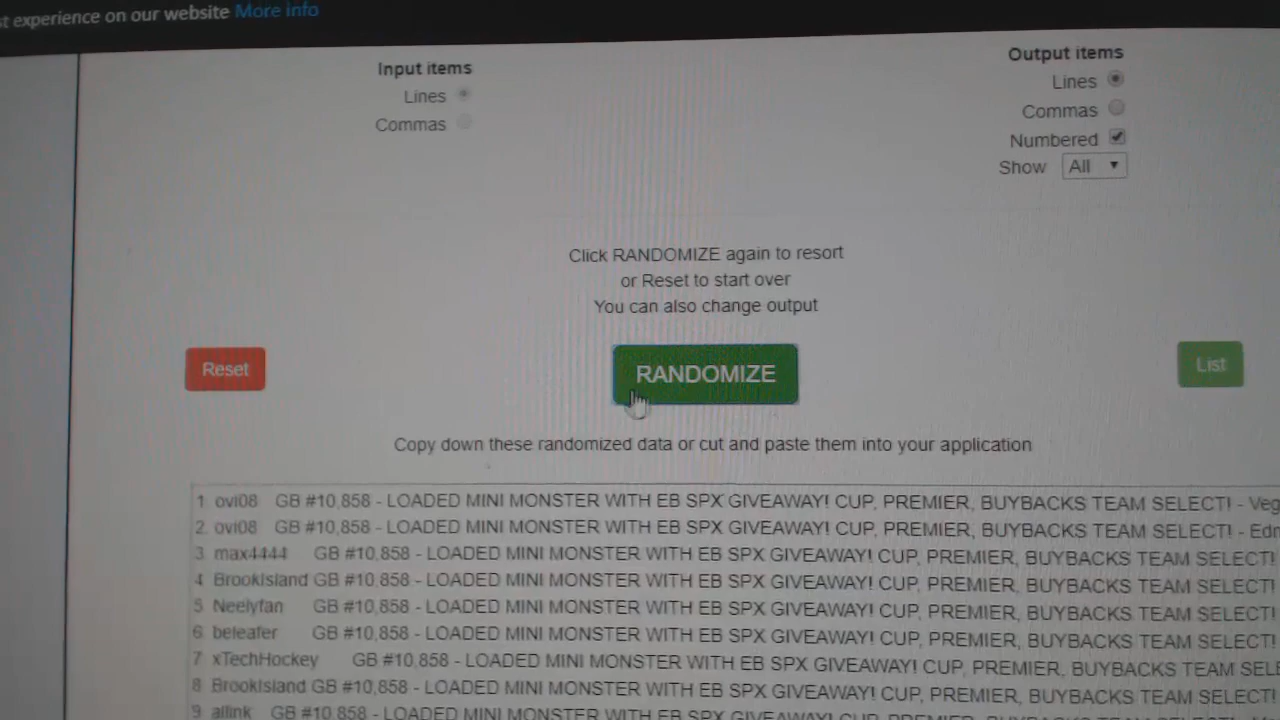 st experience on our website More info
Input items
Lines
Commas
Output items
Lines
Commas
Numbered
Show All
Click RANDOMIZE again to resort
or Reset to start over
You can also change output
Reset
RANDOMIZE
List
Copy down these randomized data or cut and paste them into your application
1 ovi08 GB #10,858 - LOADED MINI MONSTER WITH EB SPX GIVEAWAY! CUP, PREMIER, BUYBACKS TEAM SELECT! - Veg
2. ovi08 GB #10,858 - LOADED MINI MONSTER WITH EB SPX GIVEAWAY! CUP, PREMIER, BUYBACKS TEAM SELECT! - Edn
3 max4444 GB #10,858 - LOADED MINI MONSTER WITH EB SPX GIVEAWAY! CUP, PREMIER, BUYBACKS TEAM SELECT!
4 BrookIsland GB #10,858 - LOADED MINI MONSTER WITH EB SPX GIVEAWAY! CUP, PREMIER, BUYBACKS TEAM SELECT!
5 Neelyfan GB #10,858 - LOADED MINI MONSTER WITH EB SPX GIVEAWAY! CUP, PREMIER, BUYBACKS TEAM SELECT!
6 beleafer GB #10,858 - LOADED MINI MONSTER WITH EB SPX GIVEAWAY! CUP, PREMIER, BUYBACKS TEAM SELECT!
7 xTechHockey GB #10,858 - LOADED MINI MONSTER WITH EB SPX GIVEAWAY! CUP, PREMIER, BUYBACKS TEAM SELE
8 BrookIsland GB #10,858 - LOADED MINI MONSTER WITH EB SPX GIVEAWAY! CUP, PREMIER, BUYBACKS TEAM SELECT!
9 allink GB #10,858 - LOADED MINI MONSTER WITH EB SPX GIVEAWAY! CUP, PREMIER, BUYBACKS TEAM SELECT!